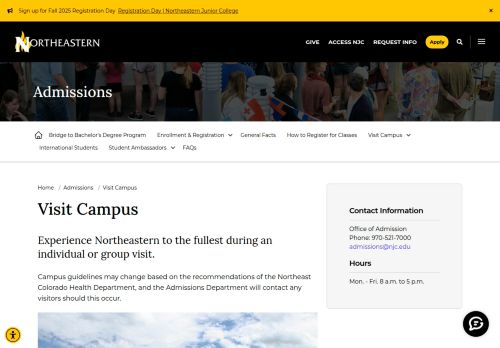 Sign up for Fall 2025 Registration Day  Registration Day | Northeastern Junior College ×
NORTHEASTERN
GIVE ACCESS NJC REQUEST INFO Apply
Admissions
Bridge to Bachelor's Degree Program Enrollment & Registration General Facts How to Register for Classes Visit Campus
International Students Student Ambassadors FAQs
Home / Admissions / Visit Campus
Visit Campus
Experience Northeastern to the fullest during an
individual or group visit.
Campus guidelines may change based on the recommendations of the Northeast
Colorado Health Department, and the Admissions Department will contact any
visitors should this occur.
Contact Information
Office of Admission
Phone: 970-521-7000
admissions@njc.edu
Hours
Mon. - Fri. 8 a.m. to 5 p.m.